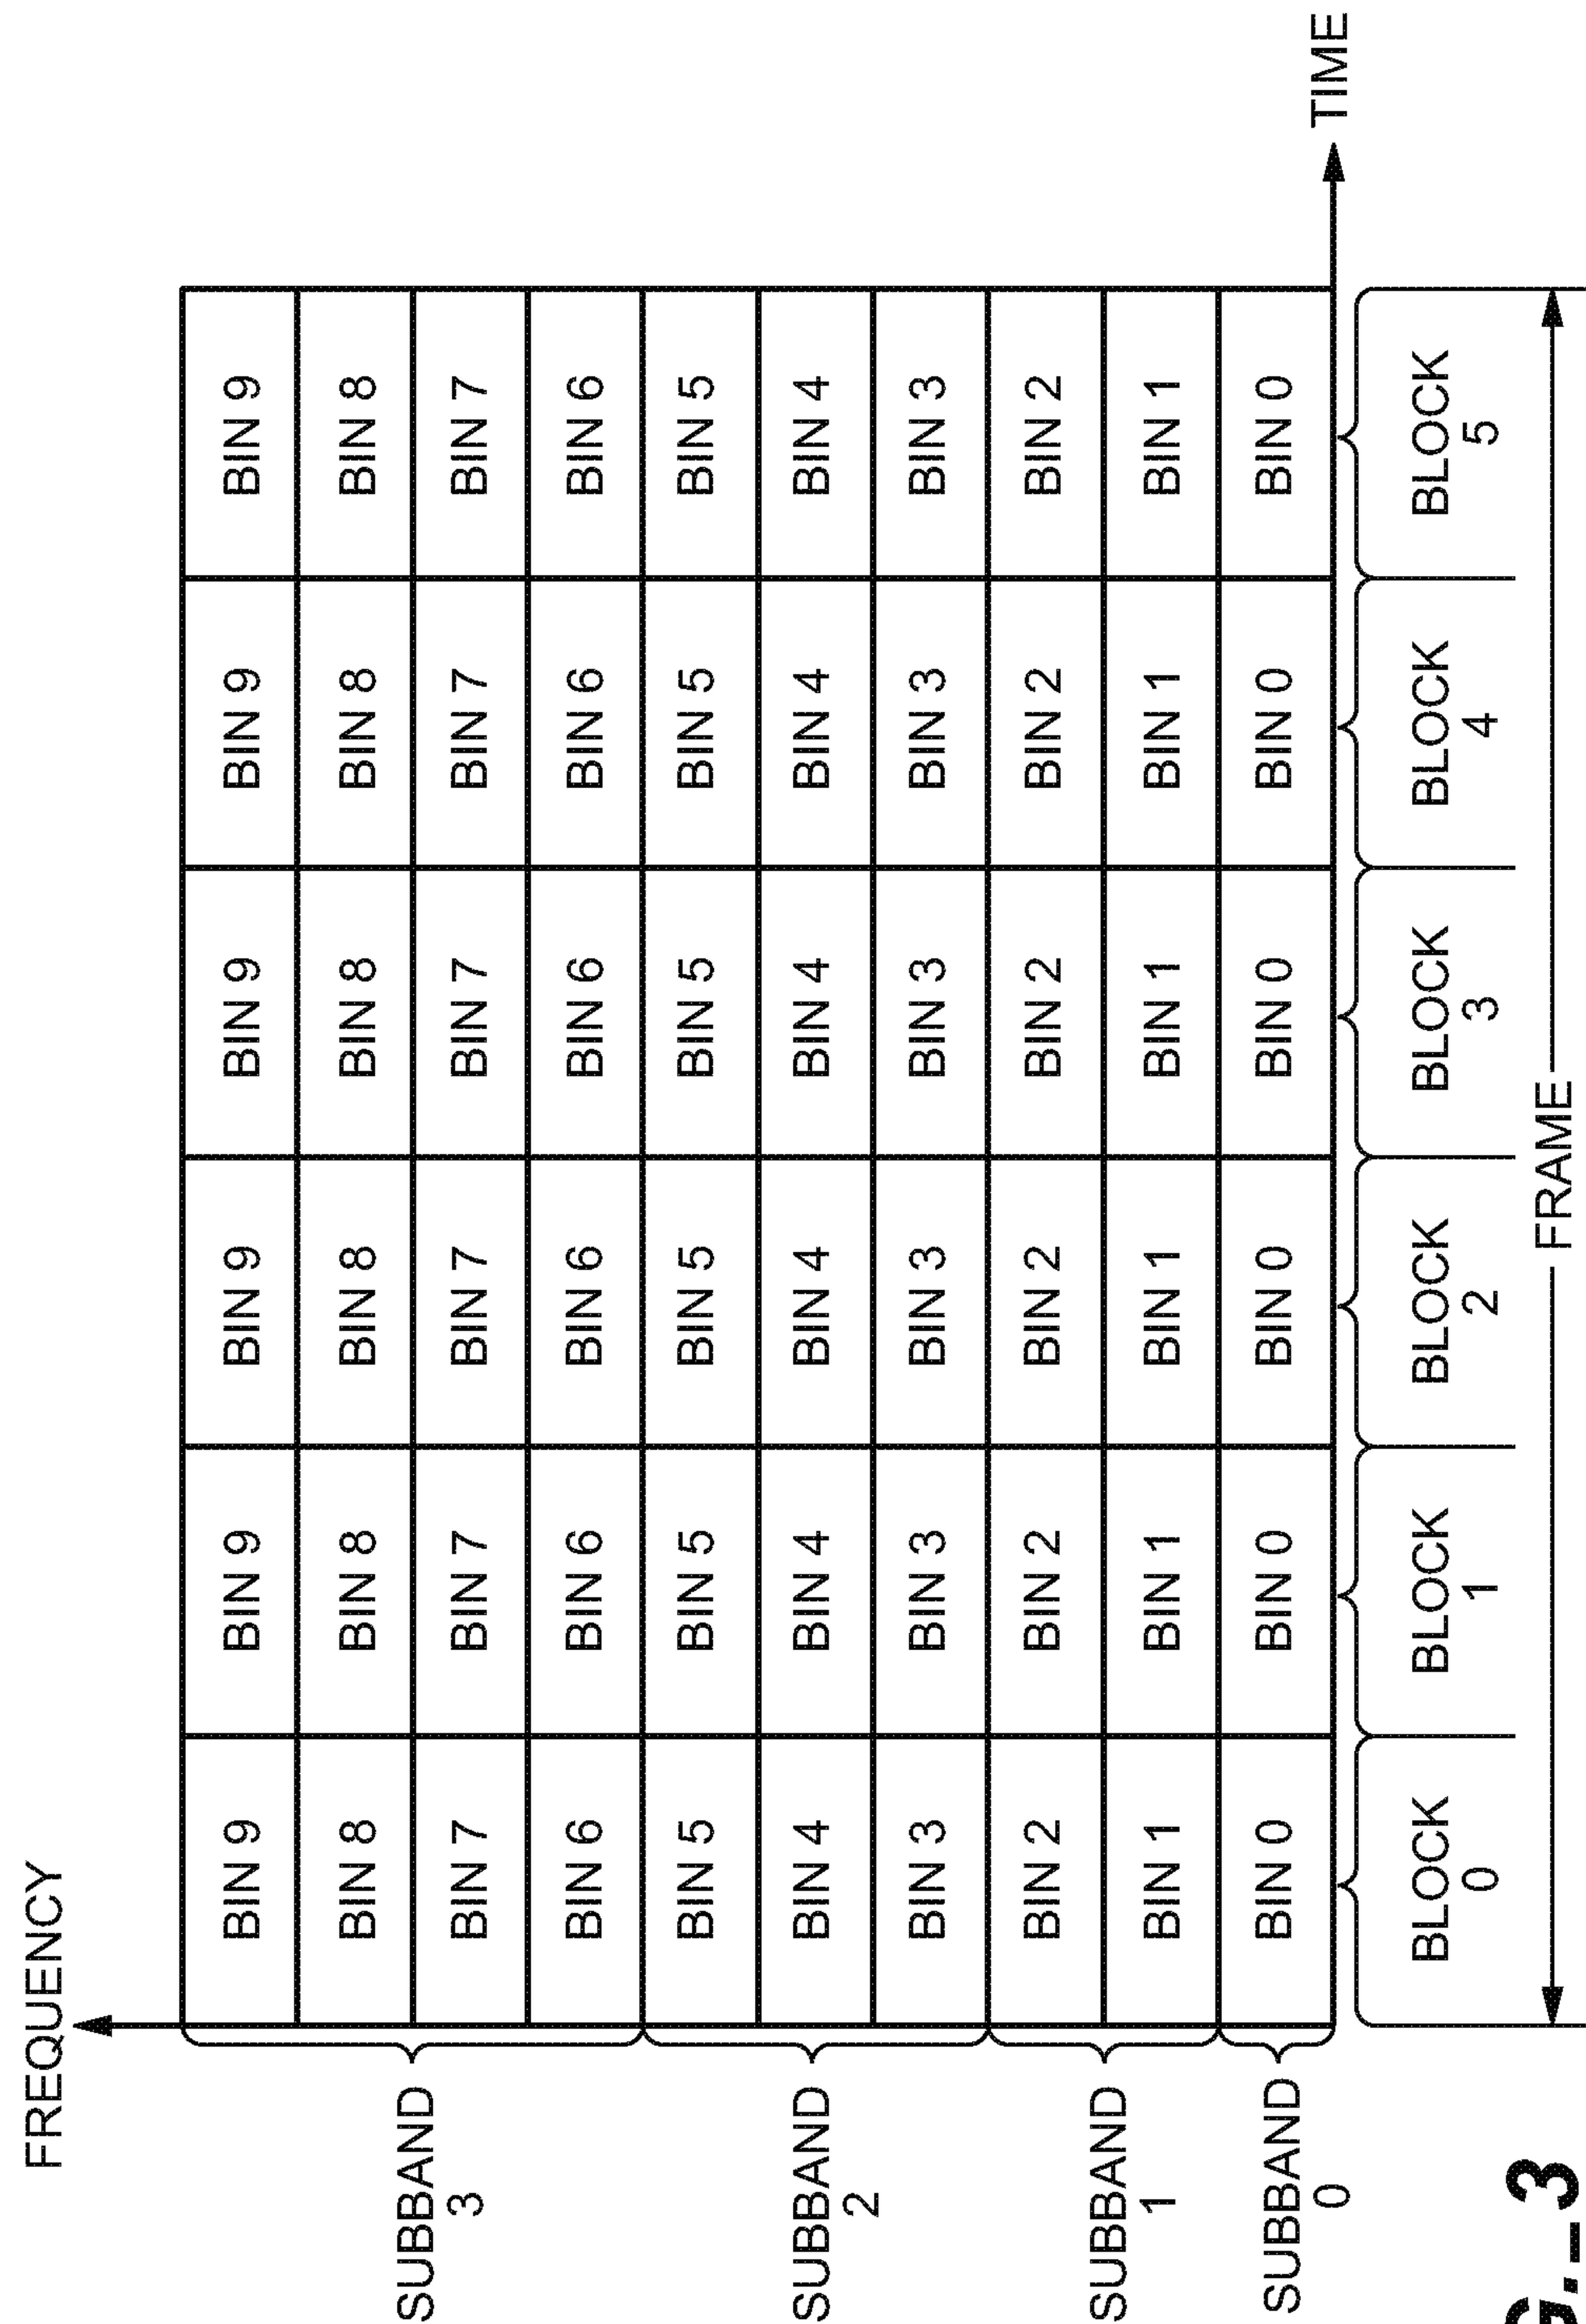 FREQUENCY
SUBBAND
3
BIN 9 BIN 9 BIN 9 BIN 9 BIN 9 BIN 9
BIN 8 BIN 8 BIN 8 BIN 8 BIN 8 BIN 8
BIN 7 BIN 7 BIN 7 BIN 7 BIN 7 BIN 7
BIN 6 BIN 6 BIN 6 BIN 6 BIN 6 BIN 6
SUBBAND
2
BIN 5 BIN 5 BIN 5 BIN 5 BIN 5 BIN 5
BIN 4 BIN 4 BIN 4 BIN 4 BIN 4 BIN 4
BIN 3 BIN 3 BIN 3 BIN 3 BIN 3 BIN 3
SUBBAND
1
BIN 2 BIN 2 BIN 2 BIN 2 BIN 2 BIN 2
BIN 1 BIN 1 BIN 1 BIN 1 BIN 1 BIN 1
SUBBAND
0
BIN 0 BIN 0 BIN 0 BIN 0 BIN 0 BIN 0
TIME
BLOCK
0
BLOCK
1
BLOCK
2
BLOCK
3
BLOCK
4
BLOCK
5
FRAME
G._3